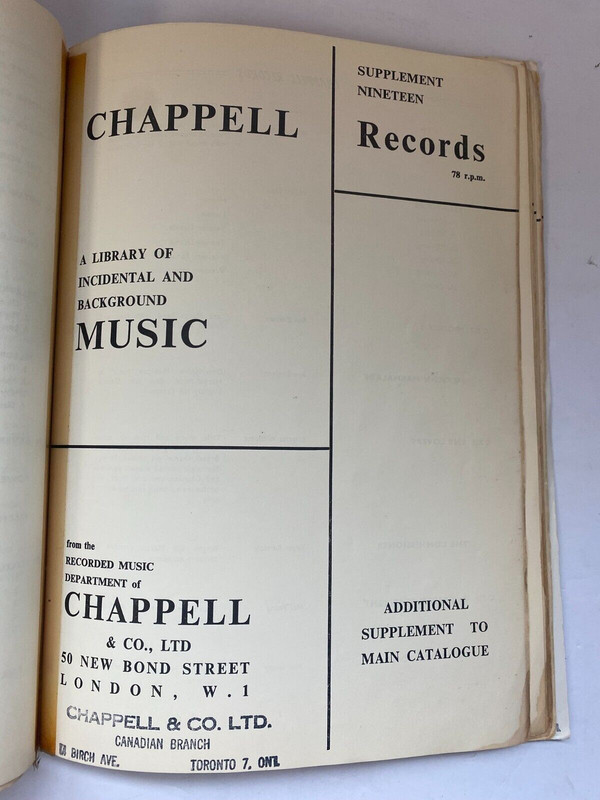 CHAPPELL
A LIBRARY OF
INCIDENTAL AND
BACKGROUND
MUSIC
SUPPLEMENT
NINETEEN
Records
78 r.p.m.
from the
RECORDED MUSIC
DEPARTMENT of
CHAPPELL
& CO., LTD
50 NEW BOND STREET
LONDON, W.1
CHAPPELL & CO. LTD.
CANADIAN BRANCH
BIRCH AVE. TORONTO 7, ONT.
ADDITIONAL
SUPPLEMENT TO
MAIN CATALOGUE